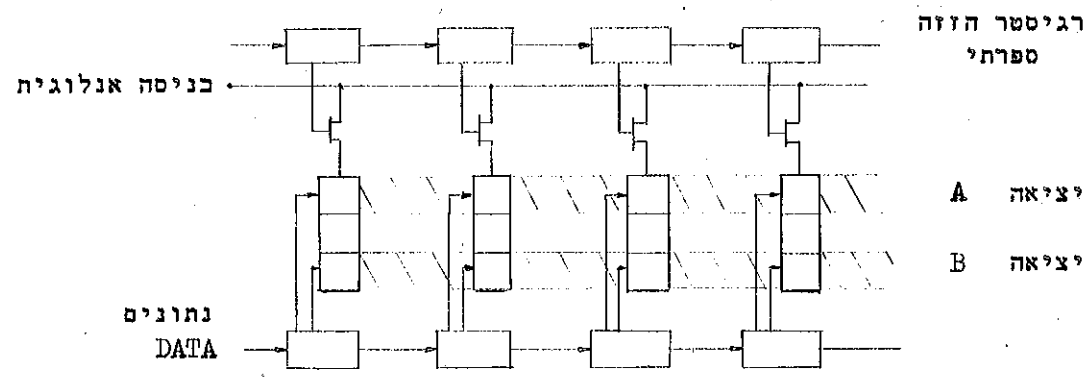 רגיסטר הזזה
ספרתי
כניסה אנלוגית
יציאה A
יציאה B
נתונים
DATA